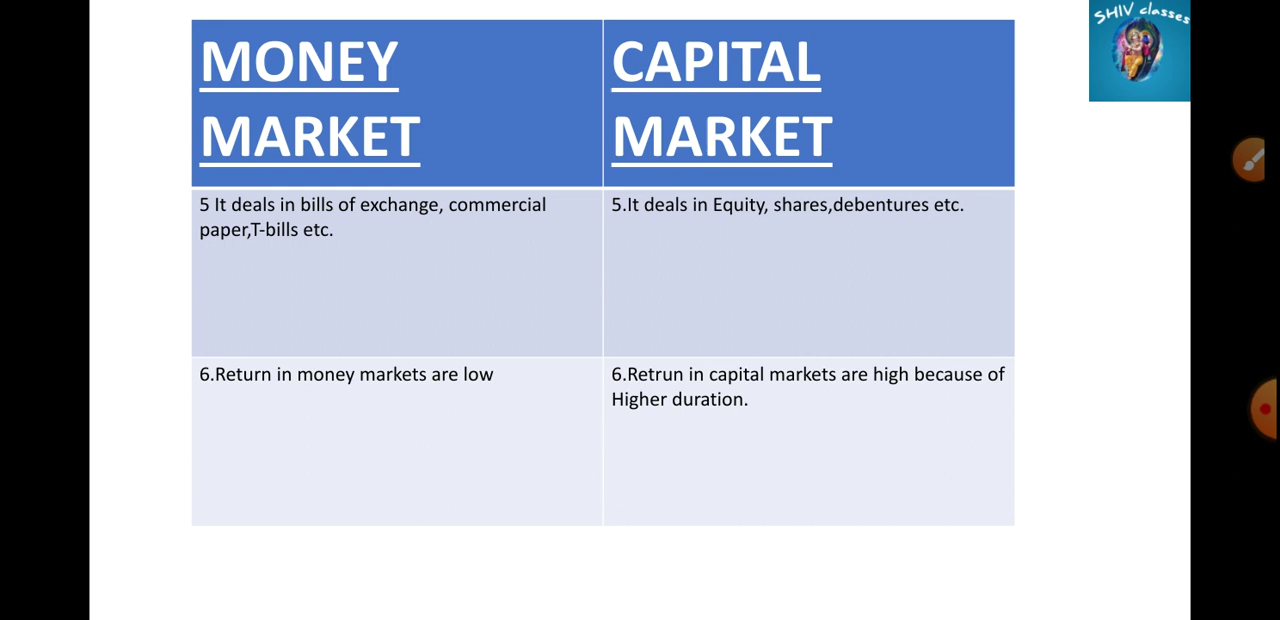 SHIV classes
MONEY
MARKET
CAPITAL
MARKET
5 It deals in bills of exchange, commercial
paper,T-bills etc.
5.It deals in Equity, shares,debentures etc.
6.Return in money markets are low
6.Retrun in capital markets are high because of
Higher duration.